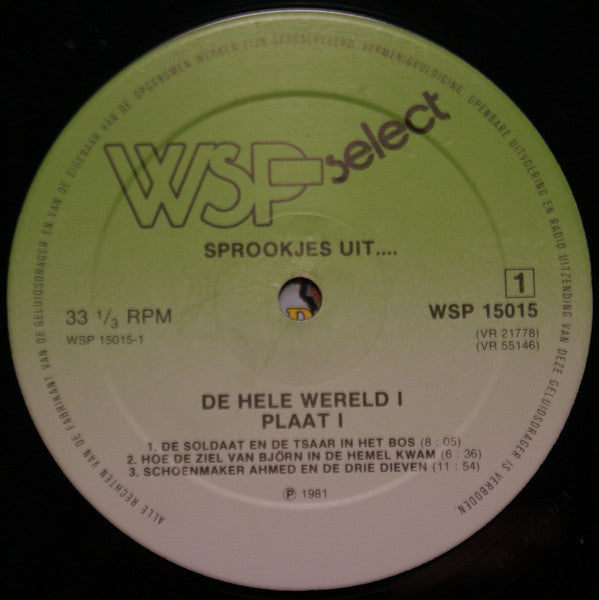 ALLE RECHTEN VAN DE FABRIKANT VAN DE GELUIDSDRAGER EN VAN DE EIGENAAR VAN DE OPGENOMEN WERKEN ZIJN GERESERVEERD. VERMENIGVULDIGING, OPENBARE UITVOERING EN RADIO UITZENDING VAN DEZE GELUIDSDRAGER IS VERBODEN.
WSP-select
SPROOKJES UIT....
1
33 1/3 RPM
WSP 15015
WSP 15015-1
(VR 21778)
(VR 55146)
DE HELE WERELD I
PLAAT I
1. DE SOLDAAT EN DE TSAAR IN HET BOS (8 : 05)
2. HOE DE ZIEL VAN BJÖRN IN DE HEMEL KWAM (6 : 36)
3. SCHOENMAKER AHMED EN DE DRIE DIEVEN (11 : 54)
Ⓟ 1981